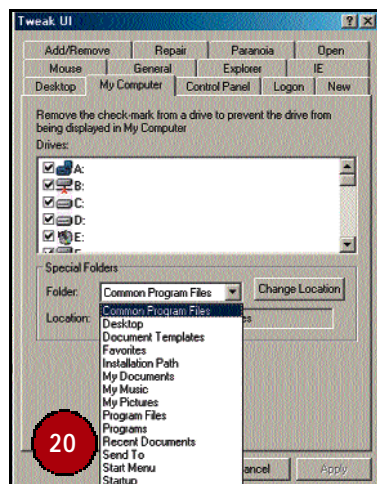 Tweak UI
Add/Remove Repair Paranoia Open
Mouse General Explorer IE
Desktop My Computer Control Panel Logon New
Remove the check-mark from a drive to prevent the drive from
being displayed in My Computer
Drives:
A:
B:
C:
D:
E:
Special Folders
Folder: Common Program Files Change Location
Location:
Common Program Files
Desktop
Document Templates
Favorites
Installation Path
My Documents
My Music
My Pictures
Program Files
Programs
Recent Documents
Send To
Start Menu
Startup
20
Apply